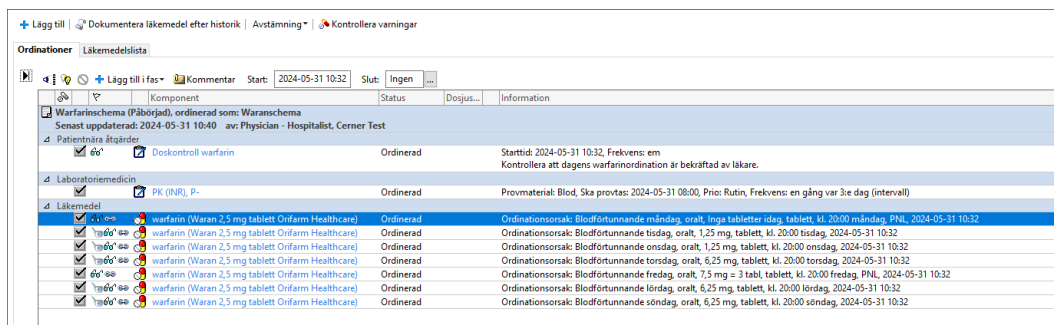 Lägg till Dokumentera läkemedel efter historik Avstämning Kontrollera varningar
Ordinationer Läkemedelslista
Lägg till i fas Kommentar Start: 2024-05-31 10:32 Slut: Ingen ...
Komponent Status Dosjus... Information
Warfarinschema (Påbörjad), ordinerad som: Waranschema
Senast uppdaterad: 2024-05-31 10:40 av: Physician - Hospitalist, Cerner Test
Patientnära åtgärder
Doskontroll warfarin Ordinerad Starttid: 2024-05-31 10:32, Frekvens: em
Kontrollera att dagens warfarinordination är bekräftad av läkare.
Laboratoriemedicin
PK (INR), P- Ordinerad Provmaterial: Blod, Ska provtas: 2024-05-31 08:00, Prio: Rutin, Frekvens: en gång var 3:e dag (intervall)
Läkemedel
warfarin (Waran 2,5 mg tablett Orifarm Healthcare) Ordinerad Ordinationsorsak: Blodförtunnande måndag, oralt, Inga tabletter idag, tablett, kl. 20:00 måndag, PNL, 2024-05-31 10:32
warfarin (Waran 2,5 mg tablett Orifarm Healthcare) Ordinerad Ordinationsorsak: Blodförtunnande tisdag, oralt, 1,25 mg, tablett, kl. 20:00 tisdag, 2024-05-31 10:32
warfarin (Waran 2,5 mg tablett Orifarm Healthcare) Ordinerad Ordinationsorsak: Blodförtunnande onsdag, oralt, 1,25 mg, tablett, kl. 20:00 onsdag, 2024-05-31 10:32
warfarin (Waran 2,5 mg tablett Orifarm Healthcare) Ordinerad Ordinationsorsak: Blodförtunnande torsdag, oralt, 6,25 mg, tablett, kl. 20:00 torsdag, 2024-05-31 10:32
warfarin (Waran 2,5 mg tablett Orifarm Healthcare) Ordinerad Ordinationsorsak: Blodförtunnande fredag, oralt, 7,5 mg = 3 tabl, tablett, kl. 20:00 fredag, PNL, 2024-05-31 10:32
warfarin (Waran 2,5 mg tablett Orifarm Healthcare) Ordinerad Ordinationsorsak: Blodförtunnande lördag, oralt, 6,25 mg, tablett, kl. 20:00 lördag, 2024-05-31 10:32
warfarin (Waran 2,5 mg tablett Orifarm Healthcare) Ordinerad Ordinationsorsak: Blodförtunnande söndag, oralt, 6,25 mg, tablett, kl. 20:00 söndag, 2024-05-31 10:32